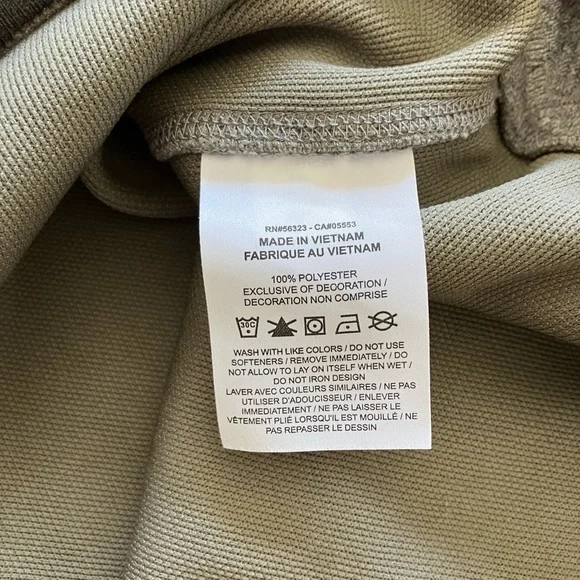 RN#56323 - CA#05553
MADE IN VIETNAM
FABRIQUE AU VIETNAM
100% POLYESTER
EXCLUSIVE OF DECORATION /
DECORATION NON COMPRISE
30C
WASH WITH LIKE COLORS / DO NOT USE
SOFTENERS / REMOVE IMMEDIATELY / DO
NOT ALLOW TO LAY ON ITSELF WHEN WET /
DO NOT IRON DESIGN
LAVER AVEC COULEURS SIMILAIRES / NE PAS
UTILISER D'ADOUCISSEUR / ENLEVER
IMMEDIATEMENT / NE PAS LAISSER LE
VÊTEMENT PLIÉ LORSQU'IL EST MOUILLÉ / NE
PAS REPASSER LE DESSIN